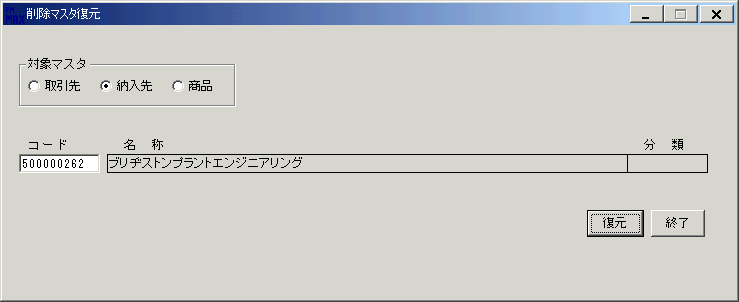 削除マスタ復元
対象マスタ
取引先 納入先 商品
コード 名 称 分 類
500000262 ブリヂストンプラントエンジニアリング
復元 終了